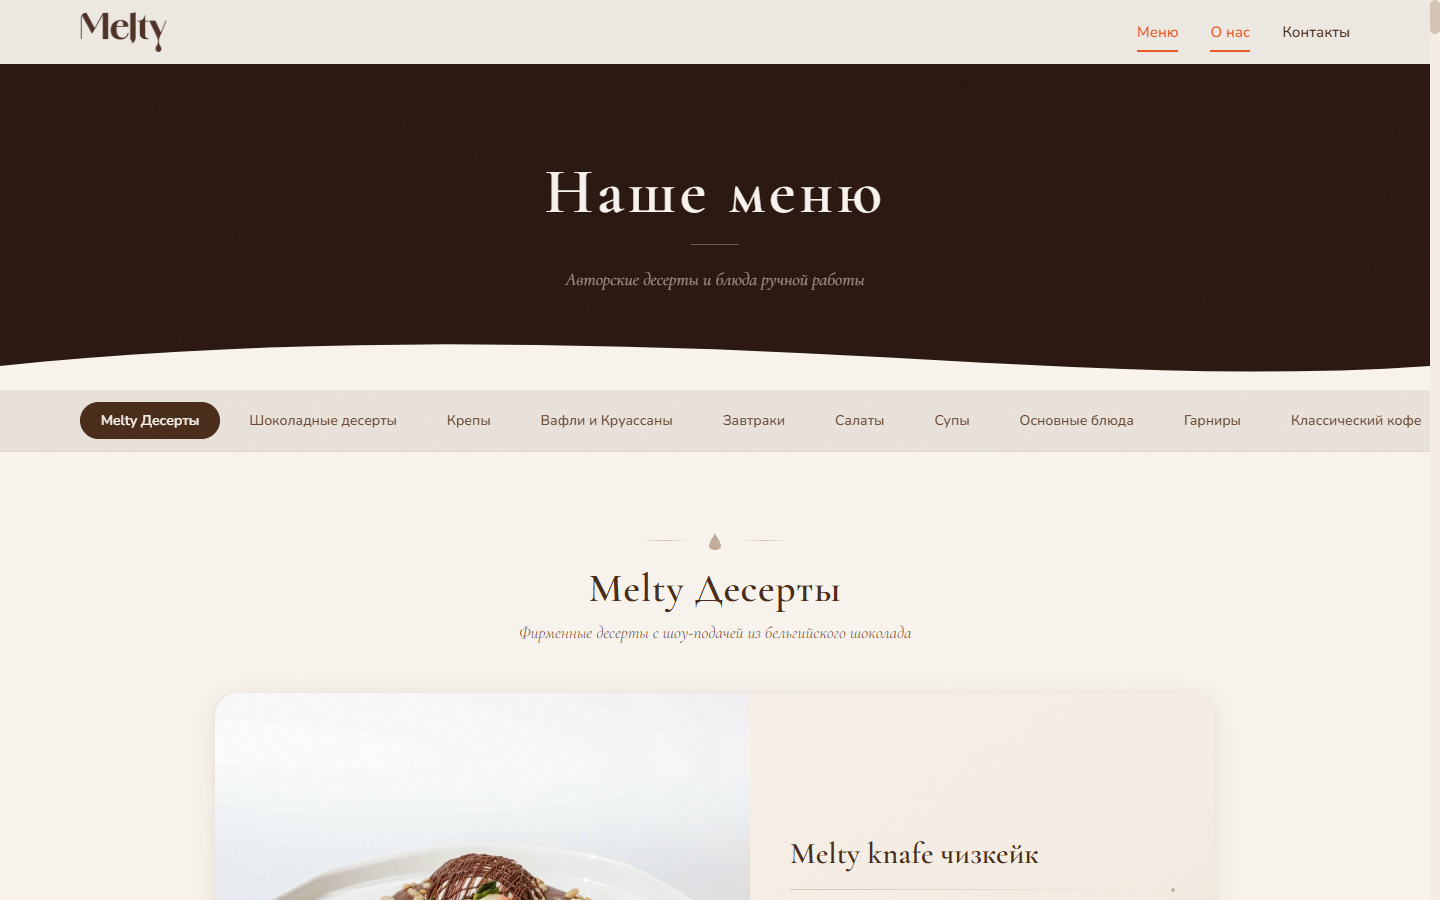 Melty
Меню
О нас
Контакты
Наше меню
Авторские десерты и блюда ручной работы
Melty Десерты
Шоколадные десерты
Крепы
Вафли и Круассаны
Завтраки
Салаты
Супы
Основные блюда
Гарниры
Классический кофе
Melty Десерты
Фирменные десерты с шоу-подачей из бельгийского шоколада
Melty knafe чизкейк